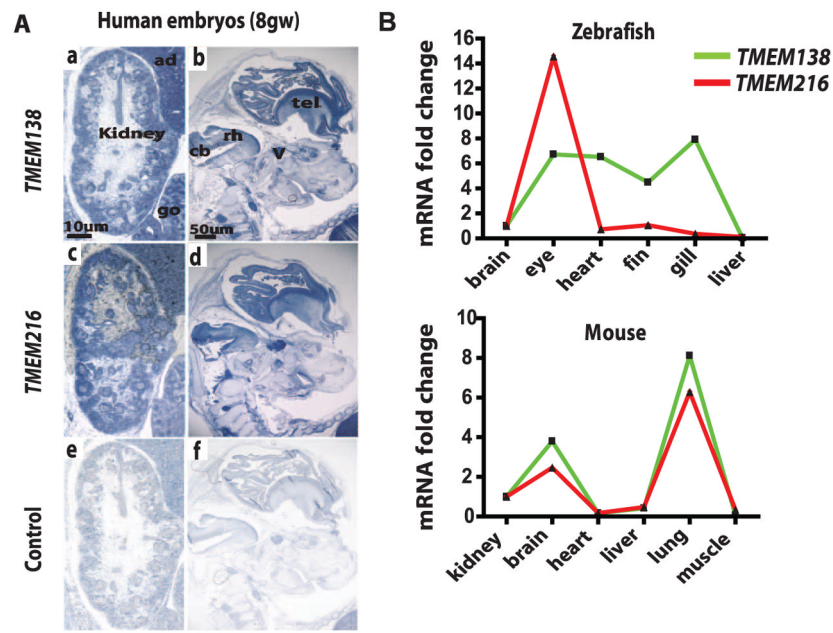 A
Human embryos (8gw)
TMEM138
a
ad
Kidney
go
10um
b
tel
rh
cb
V
50um
TMEM216
c
d
Control
e
f
B
Zebrafish
TMEM138
TMEM216
mRNA fold change
16
14
12
10
8
6
4
2
0
brain
eye
heart
fin
gill
liver
Mouse
mRNA fold change
10
8
6
4
2
0
kidney
brain
heart
liver
lung
muscle